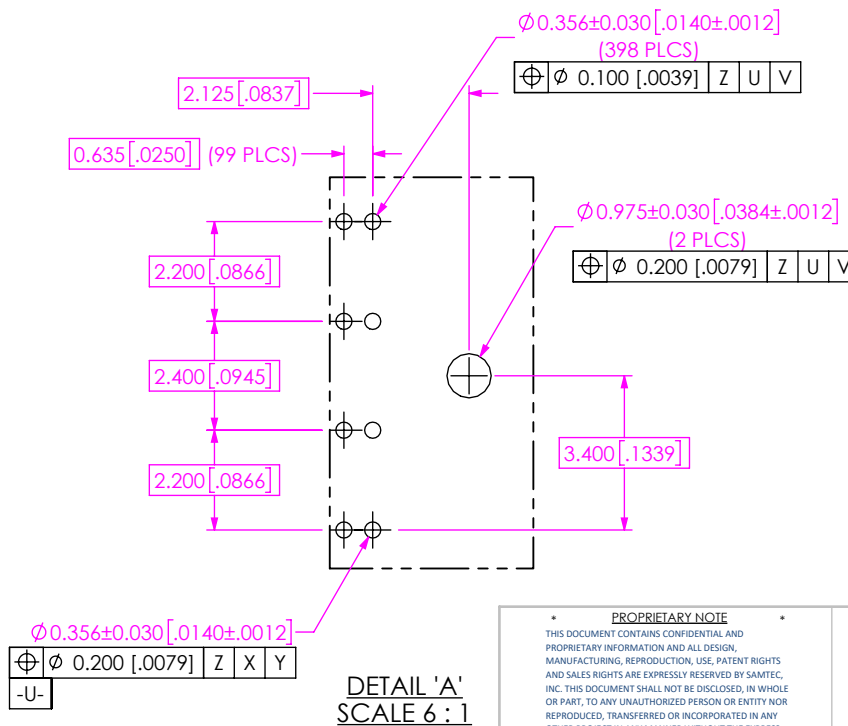 ⌀0.356±0.030[.0140±.0012]
(398 PLCS)
⌖ ⌀ 0.100 [.0039] Z U V
2.125[.0837]
0.635[.0250] (99 PLCS)
⌀0.975±0.030[.0384±.0012]
(2 PLCS)
⌖ ⌀ 0.200 [.0079] Z U V
2.200[.0866]
2.400[.0945]
2.200[.0866]
3.400[.1339]
⌀0.356±0.030[.0140±.0012]
⌖ ⌀ 0.200 [.0079] Z X Y
-U-
DETAIL 'A'
SCALE 6 : 1
* PROPRIETARY NOTE *
THIS DOCUMENT CONTAINS CONFIDENTIAL AND
PROPRIETARY INFORMATION AND ALL DESIGN,
MANUFACTURING, REPRODUCTION, USE, PATENT RIGHTS
AND SALES RIGHTS ARE EXPRESSLY RESERVED BY SAMTEC,
INC. THIS DOCUMENT SHALL NOT BE DISCLOSED, IN WHOLE
OR PART, TO ANY UNAUTHORIZED PERSON OR ENTITY NOR
REPRODUCED, TRANSFERRED OR INCORPORATED IN ANY